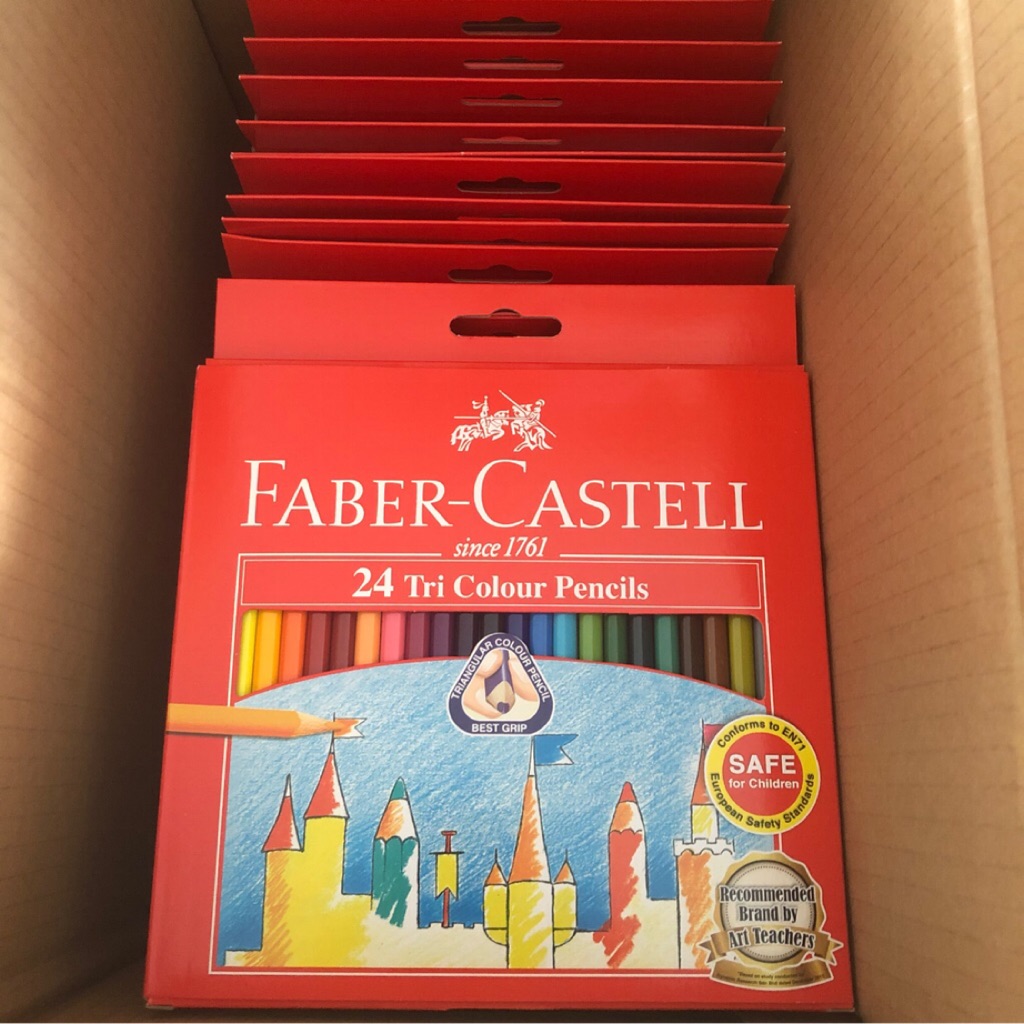 FABER-CASTELL
since 1761
24 Tri Colour Pencils
TRIANGULAR COLOUR PENCIL
BEST GRIP
Conforms to EN71
SAFE
for Children
European Safety Standards
Recommended
Brand by
Art Teachers